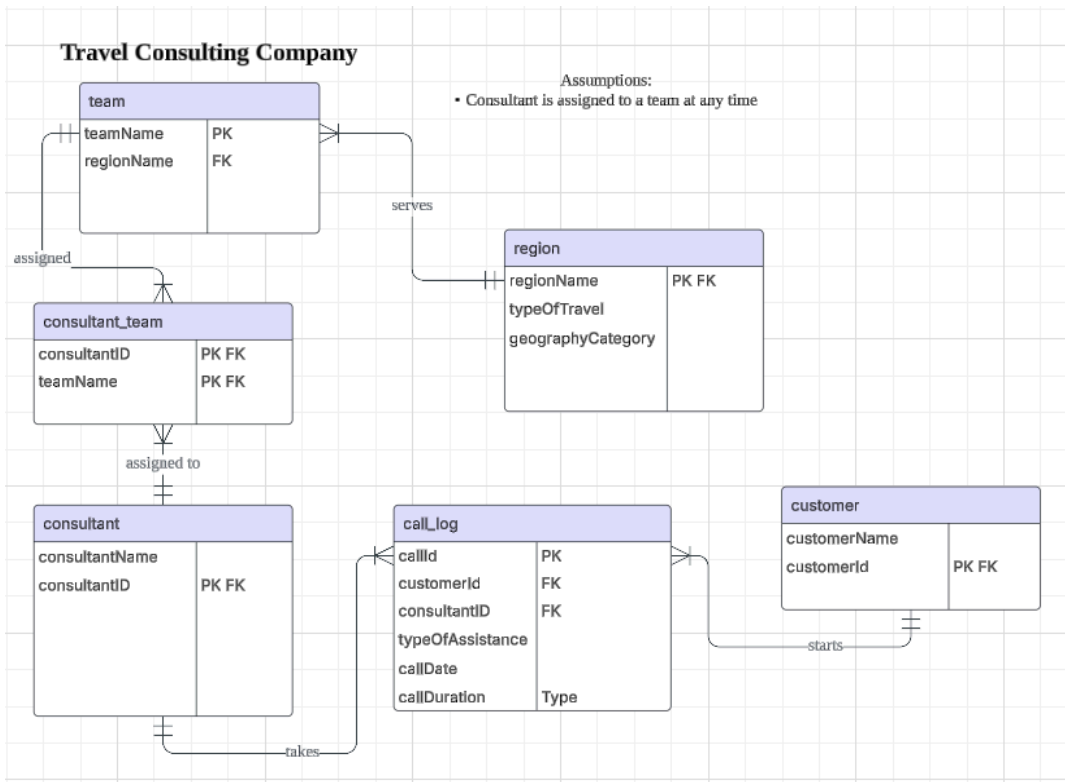 Travel Consulting Company
Assumptions:
• Consultant is assigned to a team at any time
team
teamName PK
regionName FK
serves
assigned
region
regionName PK FK
typeOfTravel
geographyCategory
consultant_team
consultantID PK FK
teamName PK FK
assigned to
consultant
consultantName
consultantID PK FK
call_log
callId PK
customerId FK
consultantID FK
typeOfAssistance
callDate
callDuration Type
customer
customerName
customerId PK FK
starts
takes